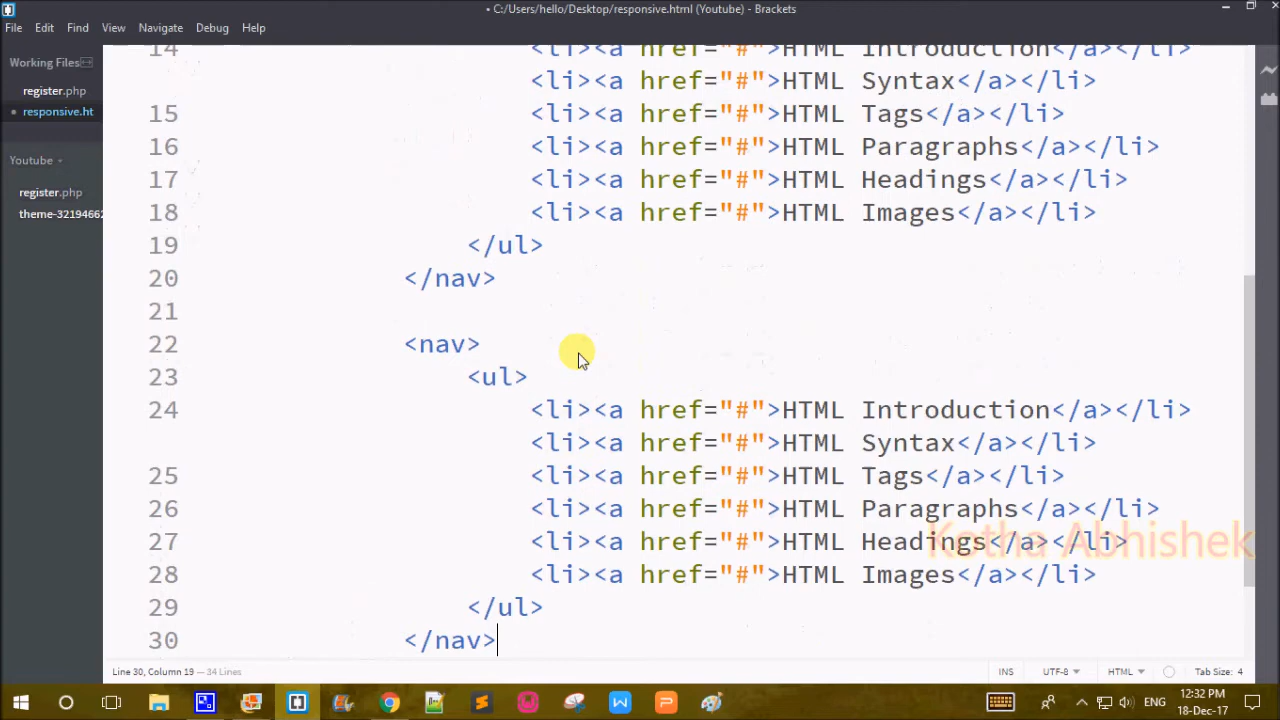 • C:/Users/hello/Desktop/responsive.html (Youtube) - Brackets
File Edit Find View Navigate Debug Help
Working Files
register.php
• responsive.ht
Youtube
register.php
theme-32194662
14 <li><a href="#">HTML Introduction</a></li>
<li><a href="#">HTML Syntax</a></li>
15 <li><a href="#">HTML Tags</a></li>
16 <li><a href="#">HTML Paragraphs</a></li>
17 <li><a href="#">HTML Headings</a></li>
18 <li><a href="#">HTML Images</a></li>
19 </ul>
20 </nav>
21
22 <nav>
23 <ul>
24 <li><a href="#">HTML Introduction</a></li>
<li><a href="#">HTML Syntax</a></li>
25 <li><a href="#">HTML Tags</a></li>
26 <li><a href="#">HTML Paragraphs</a></li>
27 <li><a href="#">HTML Headings</a></li>
Kotha Abhishek
28 <li><a href="#">HTML Images</a></li>
29 </ul>
30 </nav>
Line 30, Column 19 — 34 Lines
INS UTF-8 HTML Tab Size: 4
ENG
12:32 PM
18-Dec-17